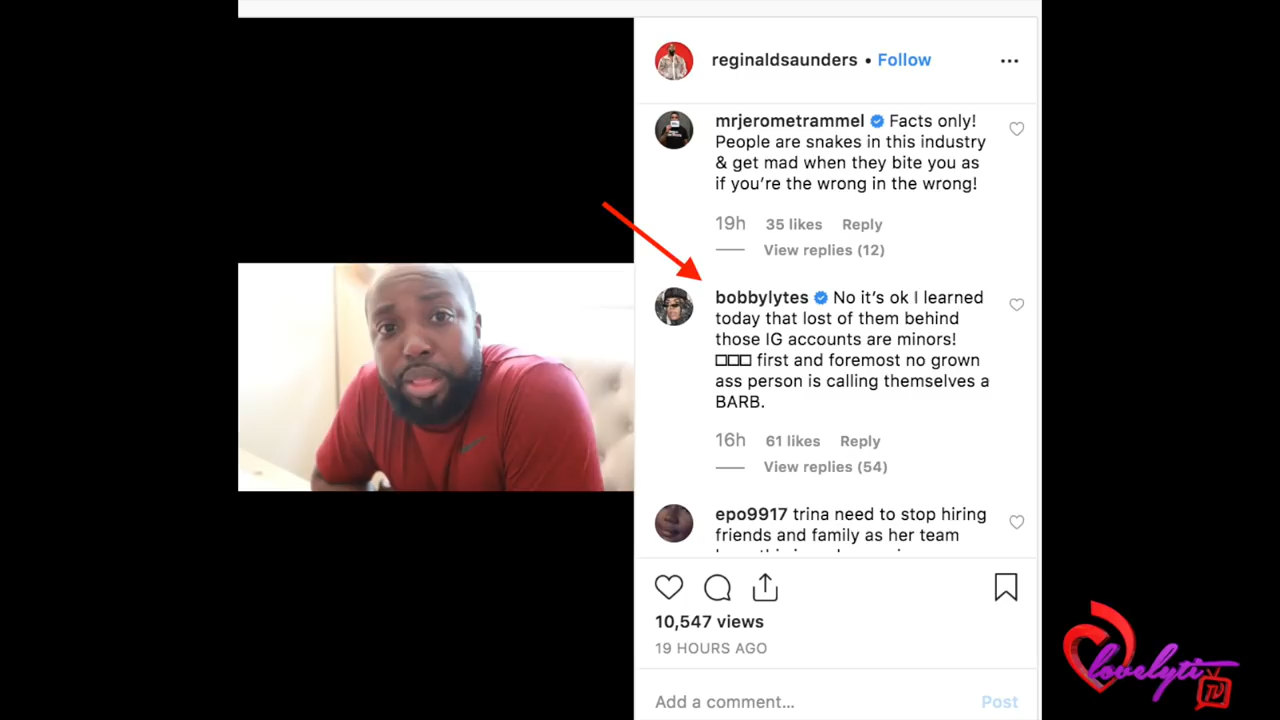 reginaldsaunders • Follow
mrjerometrammel Facts only!
People are snakes in this industry
& get mad when they bite you as
if you're the wrong in the wrong!
19h 35 likes Reply
View replies (12)
bobbylytes No it's ok I learned
today that lost of them behind
those IG accounts are minors!
□□□ first and foremost no grown
ass person is calling themselves a
BARB.
16h 61 likes Reply
View replies (54)
epo9917 trina need to stop hiring
friends and family as her team
10,547 views
19 HOURS AGO
Add a comment... Post
lovelyti
TV